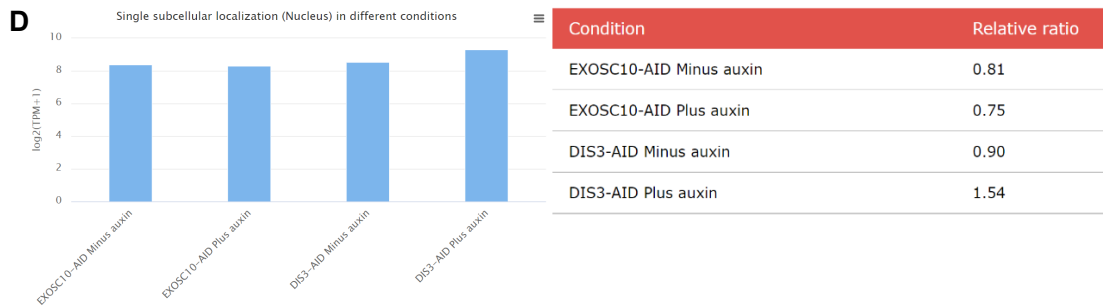 D
Single subcellular localization (Nucleus) in different conditions
log2(TPM+1)
10
8
6
4
2
0
EXOSC10-AID Minus auxin
EXOSC10-AID Plus auxin
DIS3-AID Minus auxin
DIS3-AID Plus auxin
Condition Relative ratio
EXOSC10-AID Minus auxin 0.81
EXOSC10-AID Plus auxin 0.75
DIS3-AID Minus auxin 0.90
DIS3-AID Plus auxin 1.54